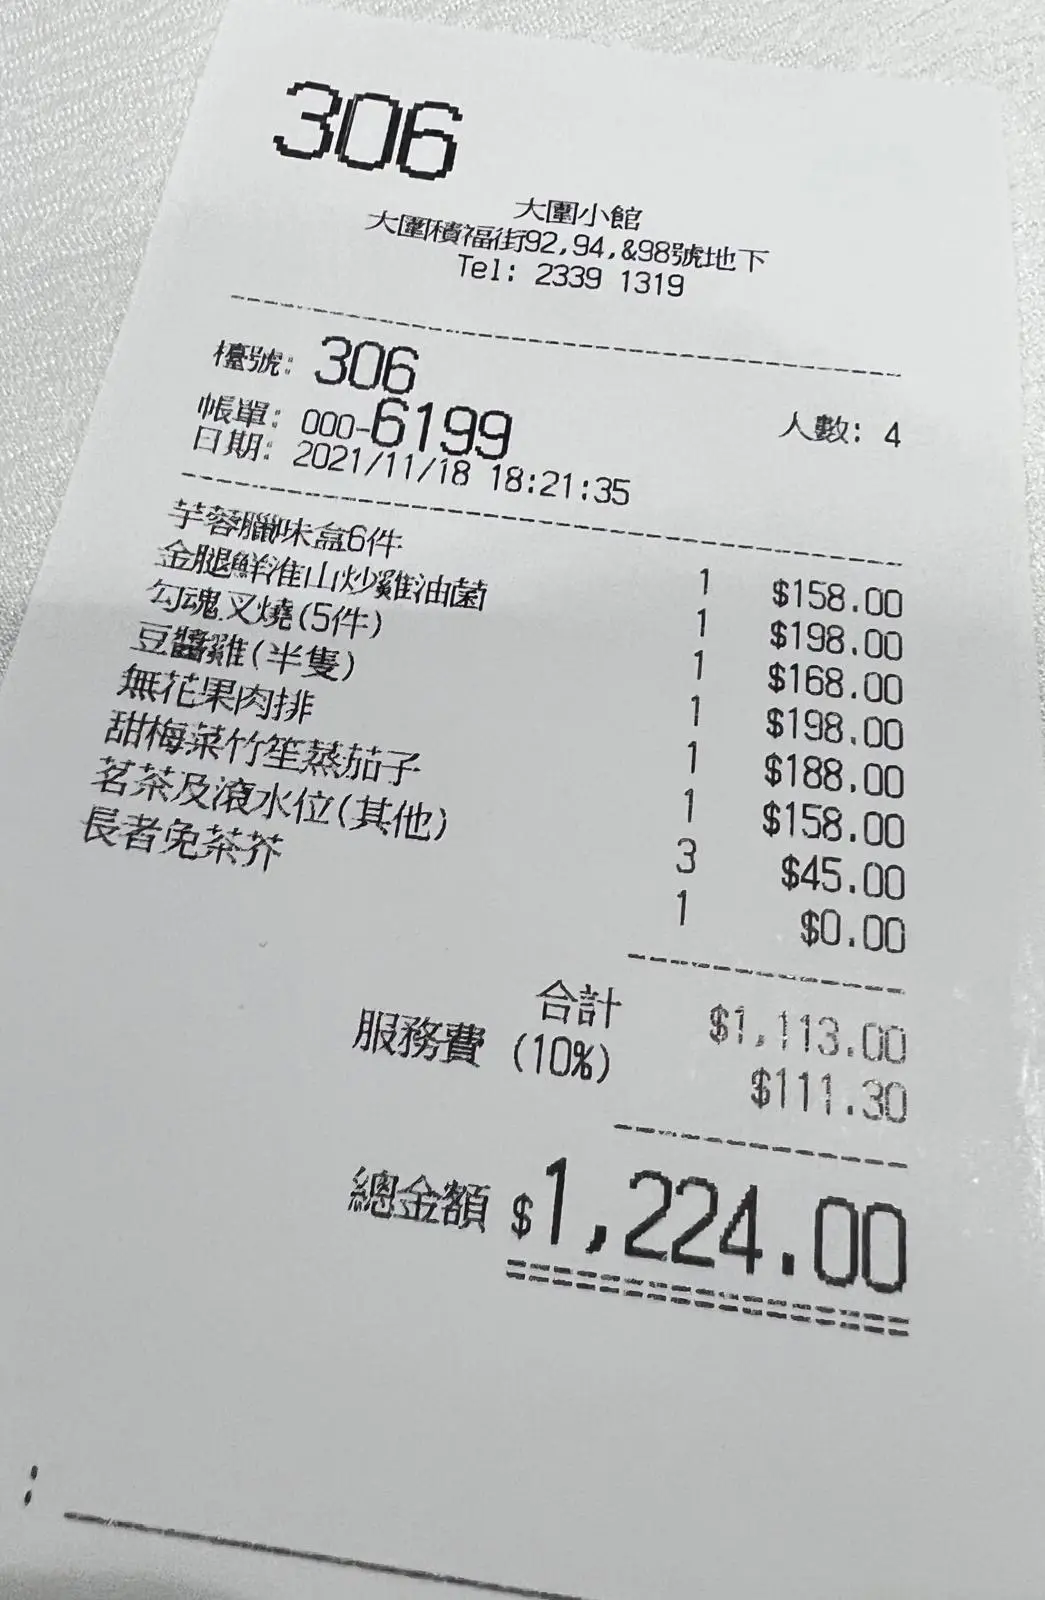 306
大圍小館
大圍積福街92,94,&98號地下
Tel: 2339 1319
檯號: 306
人數: 4
帳單: 000-6199
日期: 2021/11/18 18:21:35
芋蓉臘味盒6件 1 $158.00
金腿鮮淮山炒雞油菌 1 $198.00
勾魂叉燒(5件) 1 $168.00
豆醬雞(半隻) 1 $198.00
無花果肉排 1 $188.00
甜梅菜竹笙蒸茄子 1 $158.00
茗茶及滾水位(其他) 3 $45.00
長者免茶芥 1 $0.00
合計 $1,113.00
服務費 (10%) $111.30
總金額 $1,224.00
: